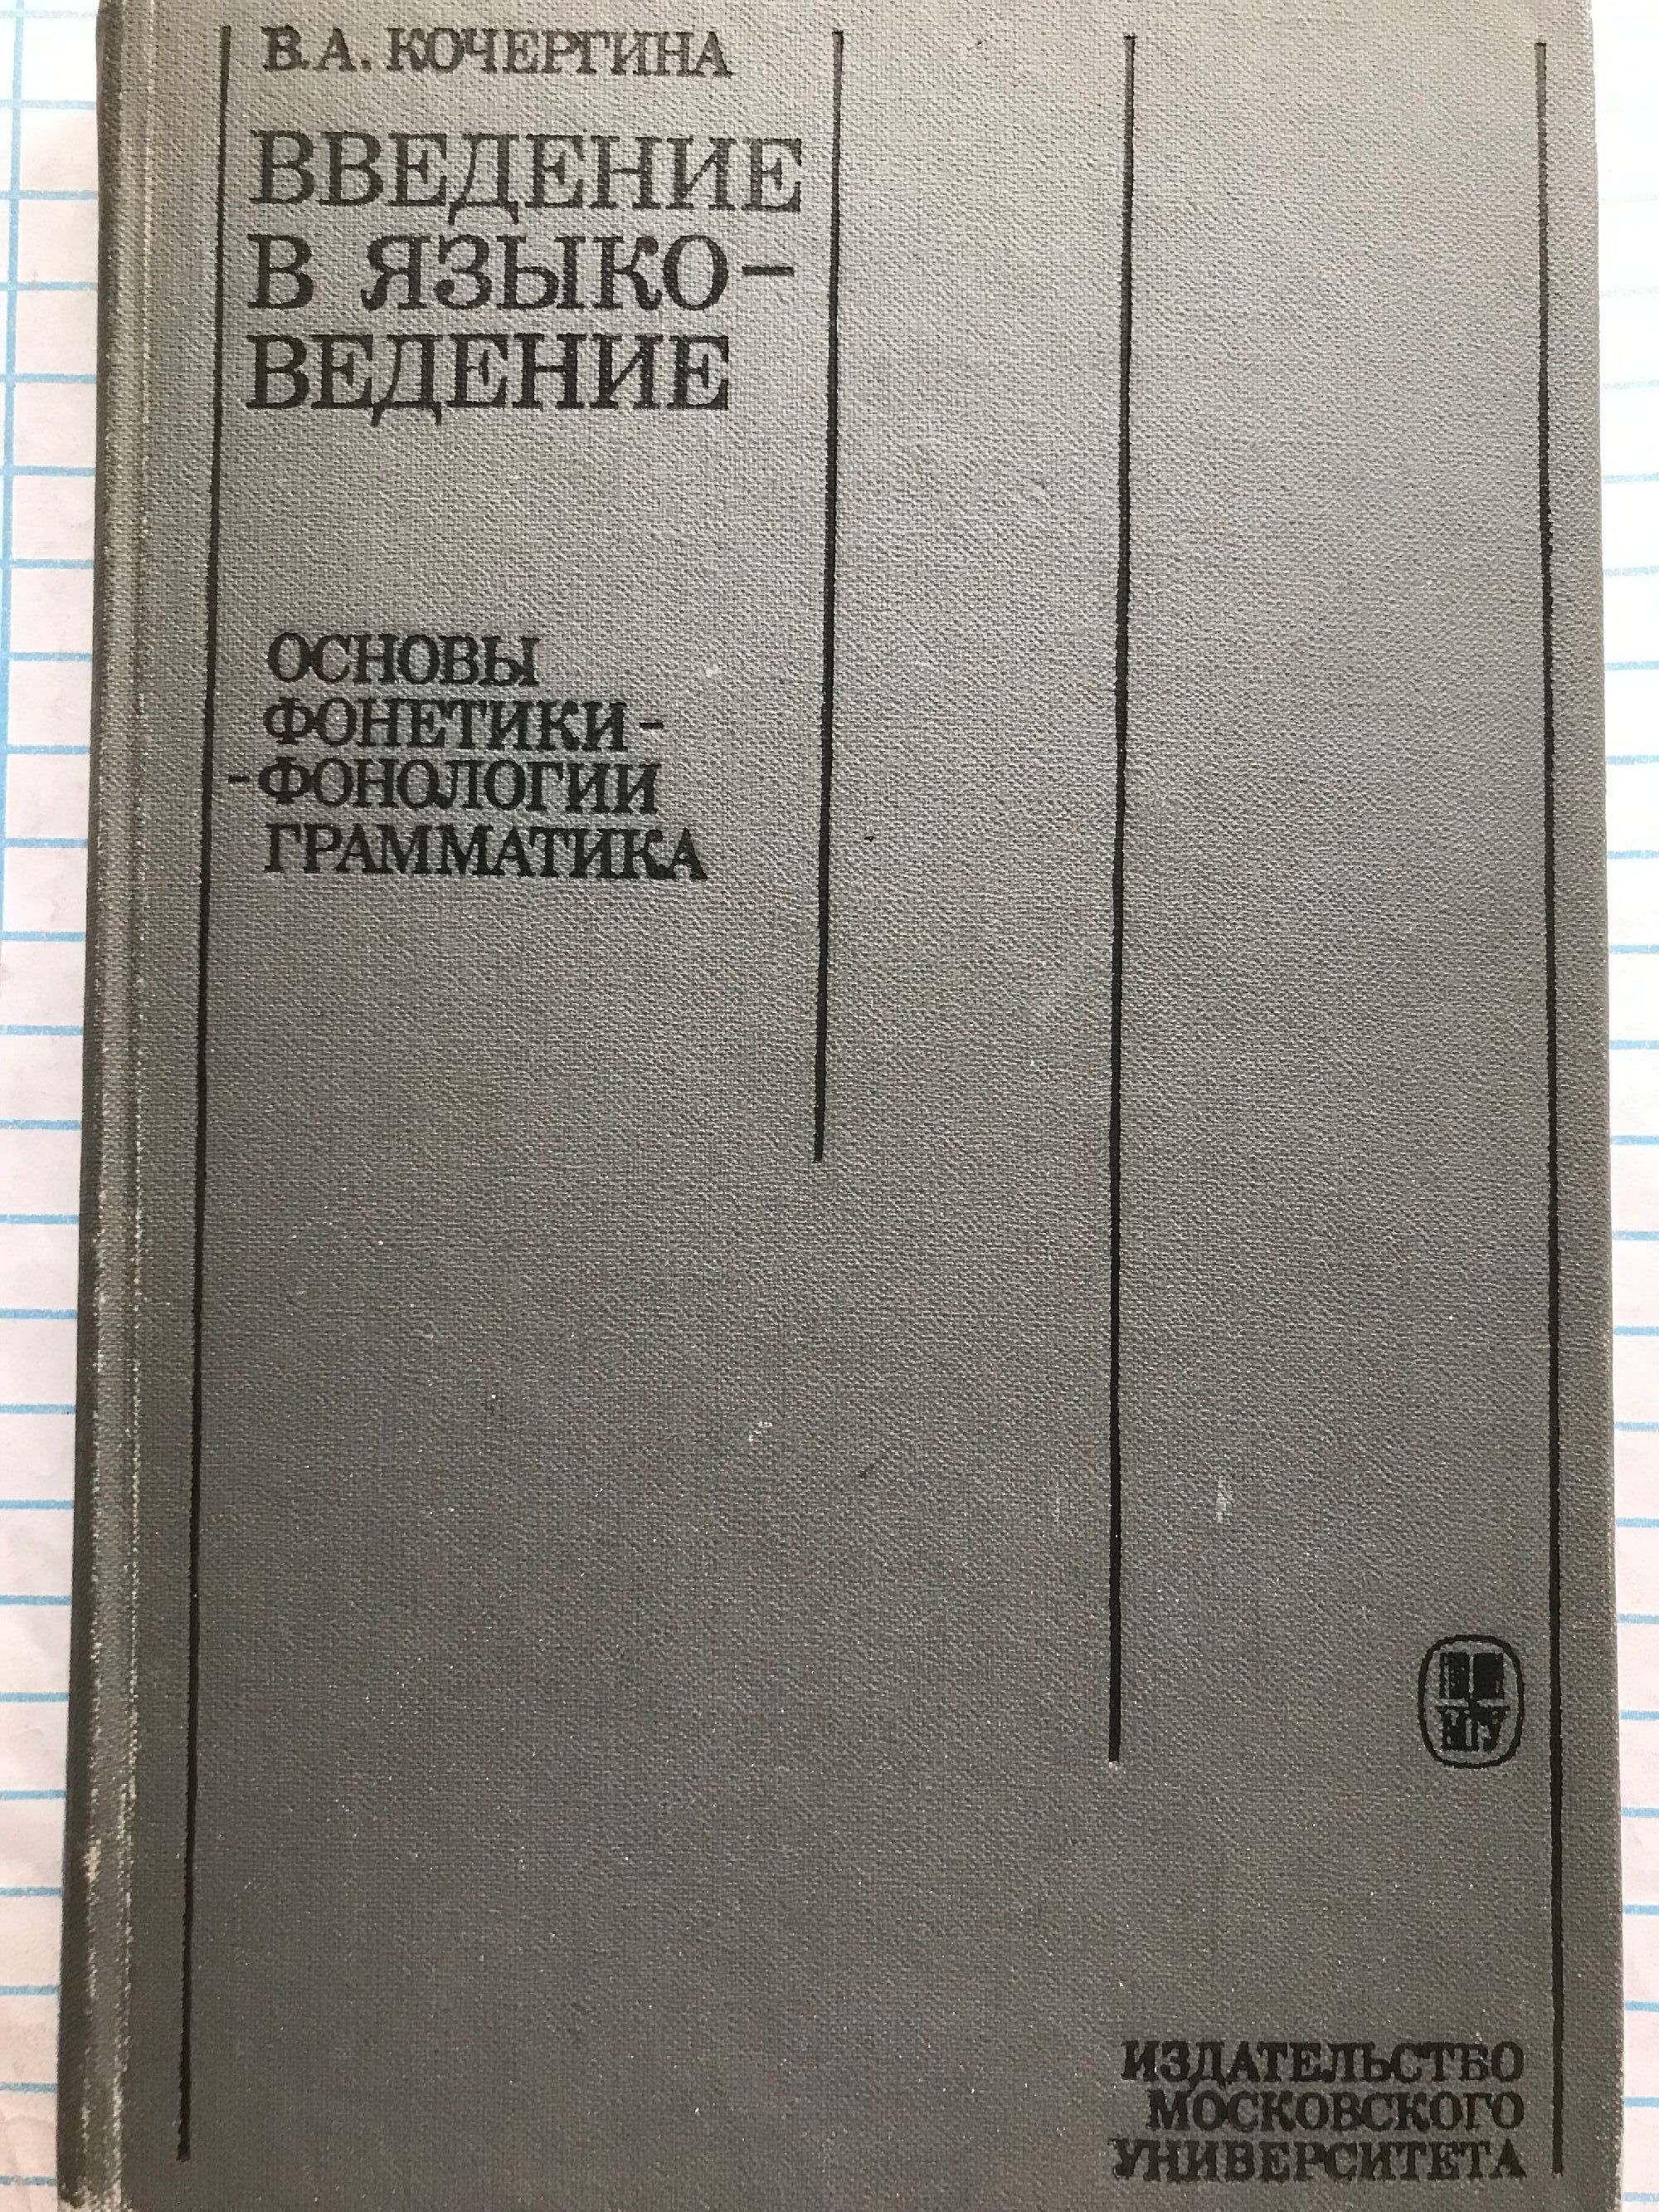 В.А. КОЧЕРГИНА
ВВЕДЕНИЕ
В ЯЗЫКО-
ВЕДЕНИЕ
ОСНОВЫ
ФОНЕТИКИ-
-ФОНОЛОГИИ
ГРАММАТИКА
МГУ
ИЗДАТЕЛЬСТВО
МОСКОВСКОГО
УНИВЕРСИТЕТА